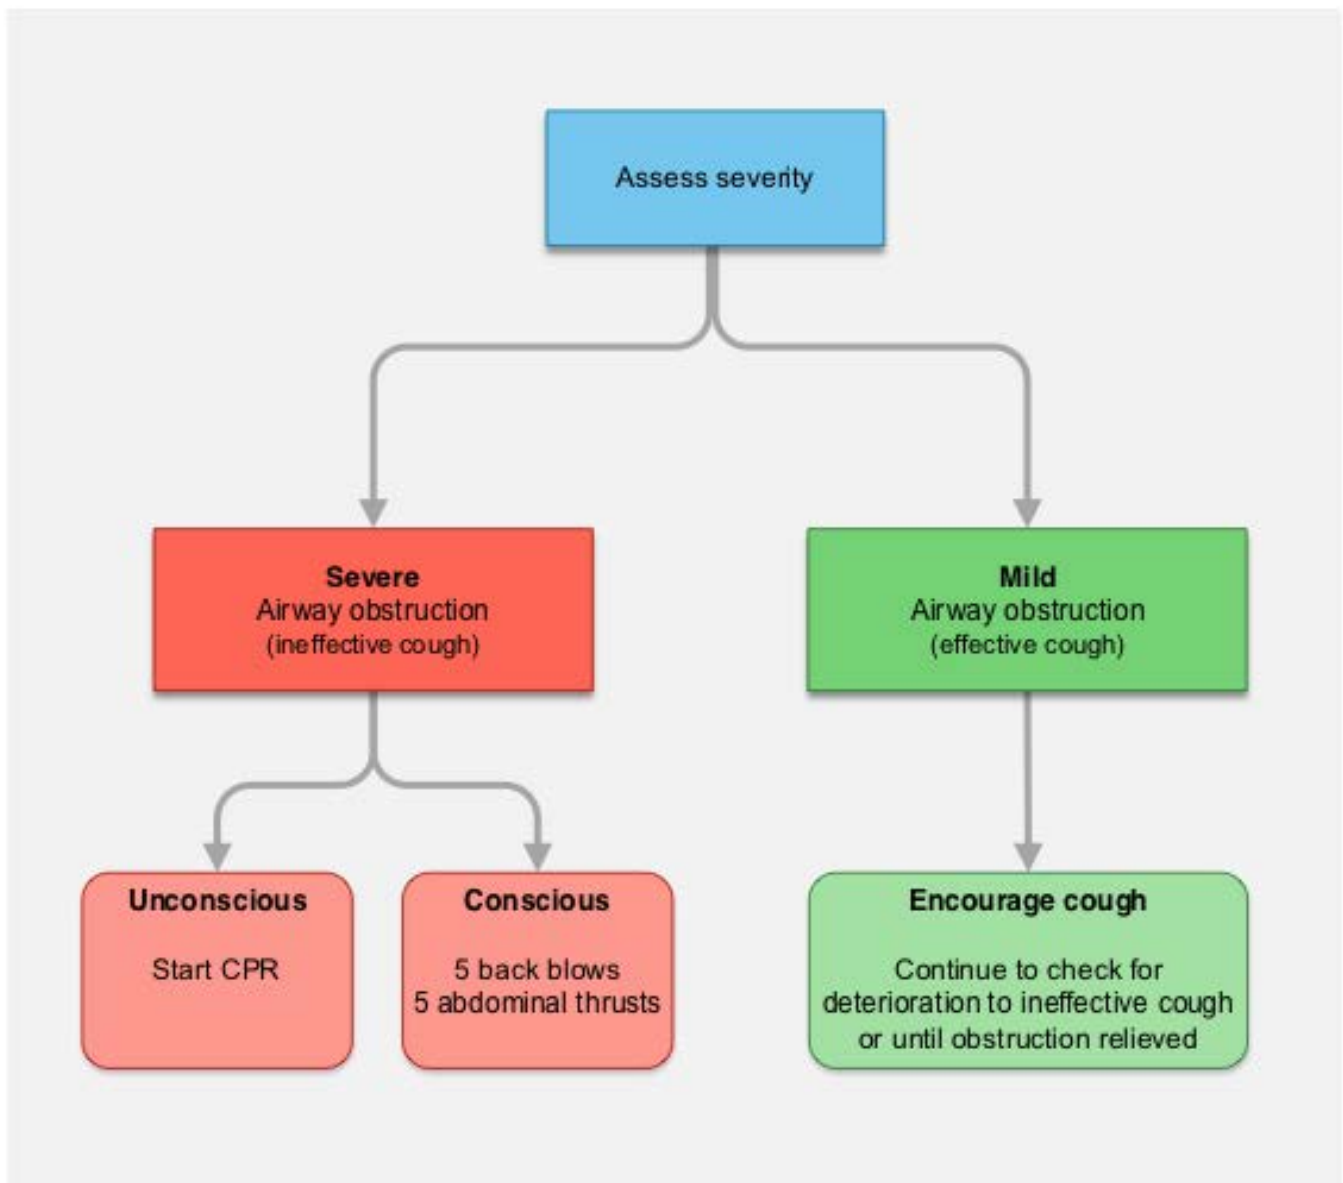 Assess severity
Severe
Airway obstruction
(ineffective cough)
Mild
Airway obstruction
(effective cough)
Unconscious
Start CPR
Conscious
5 back blows
5 abdominal thrusts
Encourage cough
Continue to check for
deterioration to ineffective cough
or until obstruction relieved